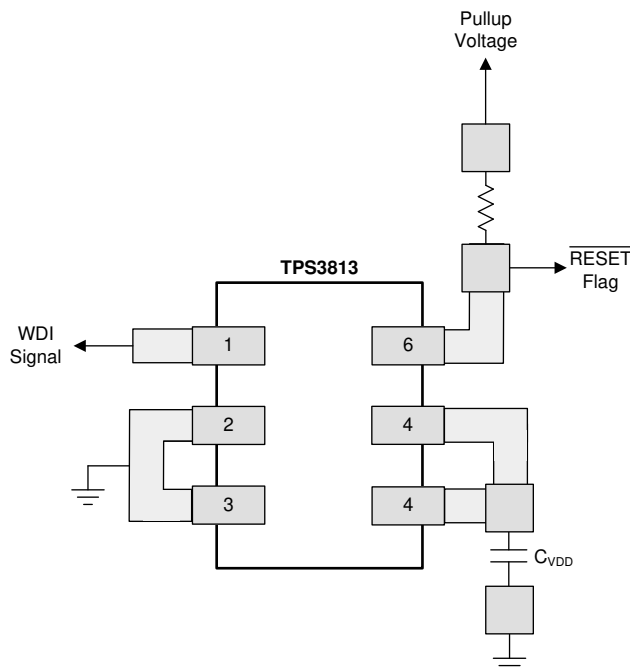 Pullup
Voltage
TPS3813
RESET
Flag
WDI
Signal
1
6
2
4
3
4
CVDD